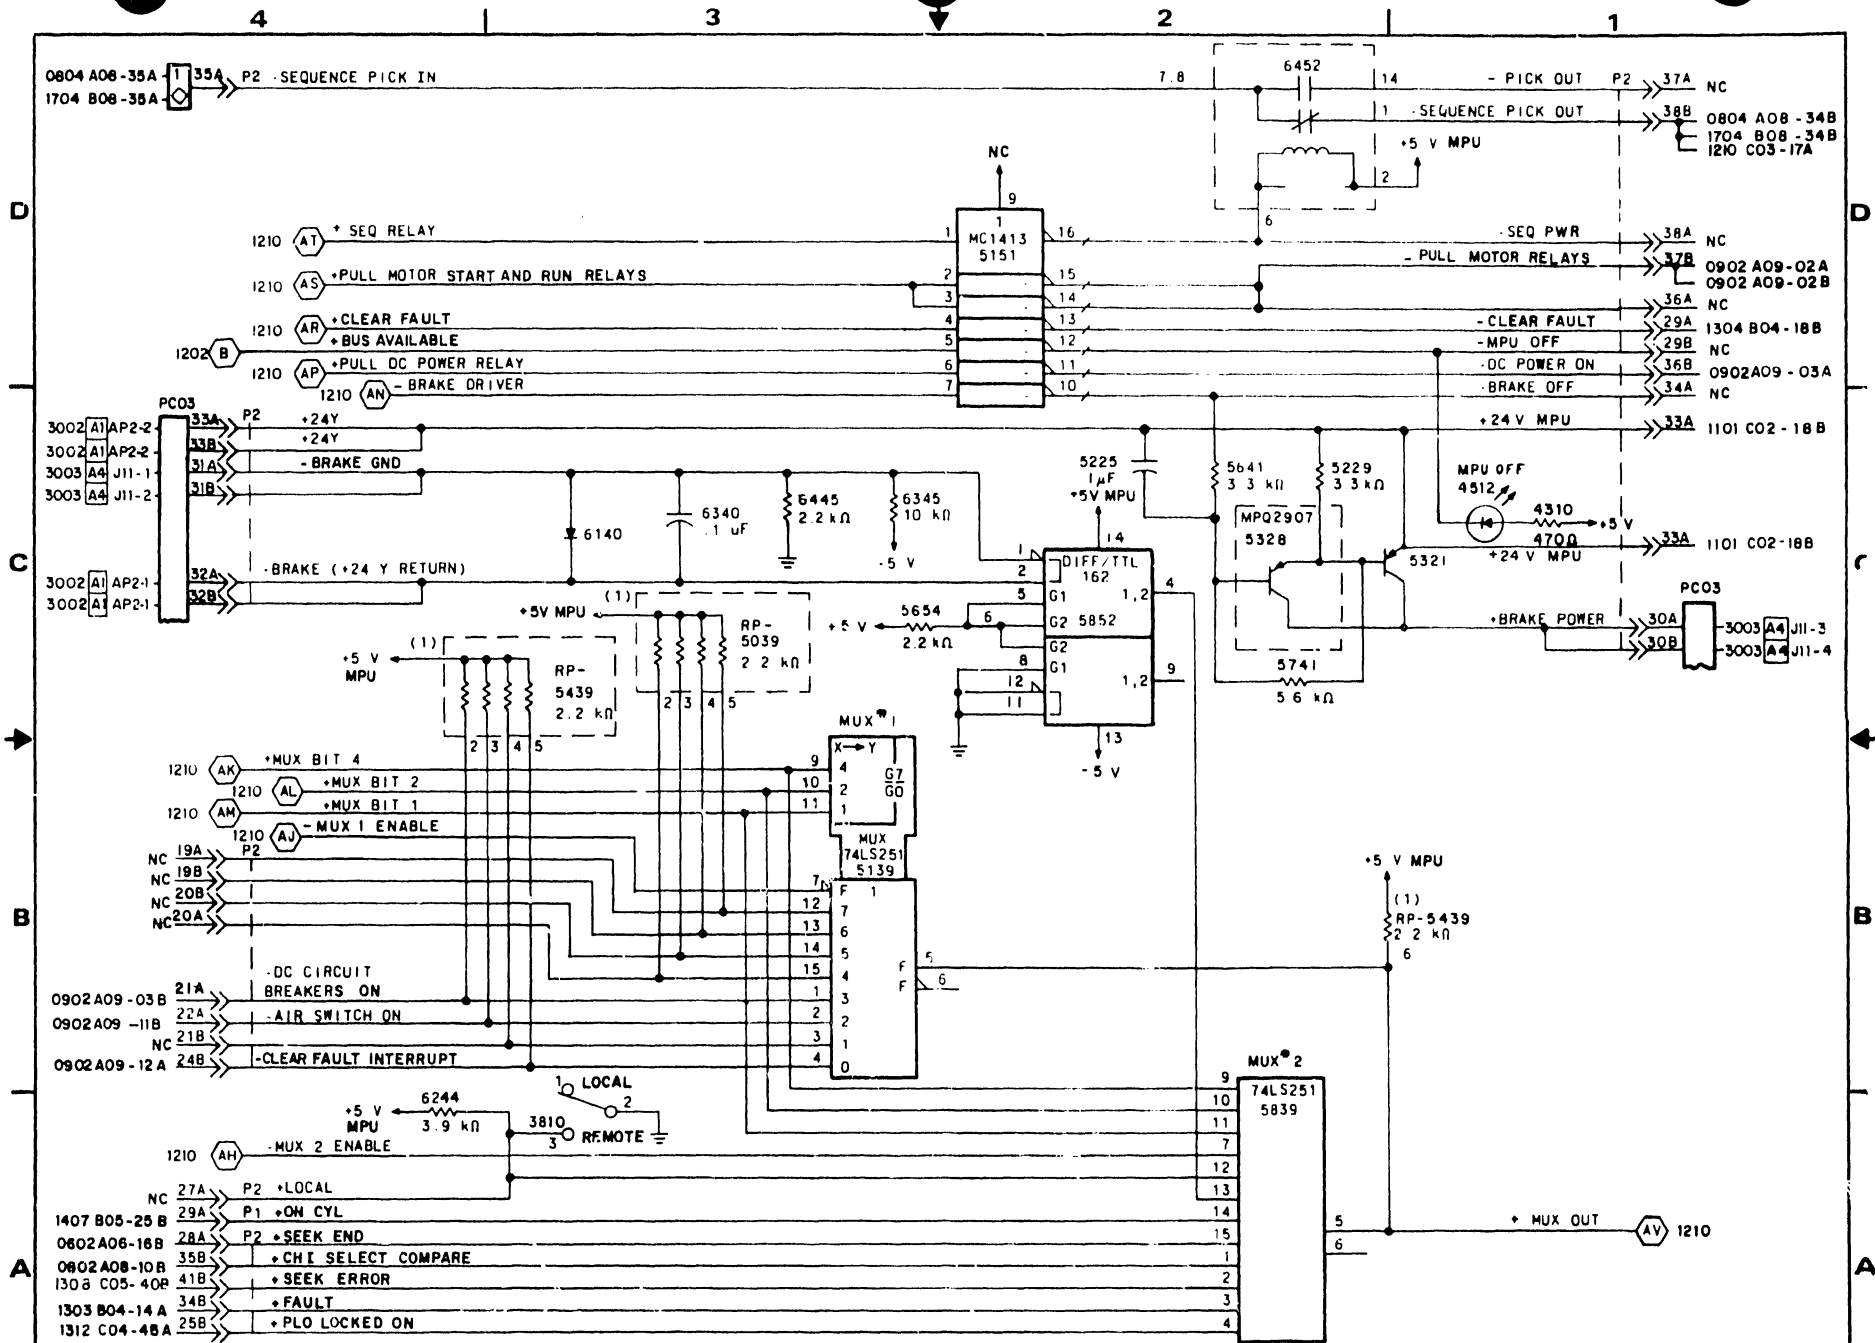 4 3 2 1
0804 A08-35A 1 35A P2 -SEQUENCE PICK IN 7,8 6452 14 - PICK OUT P2 37A NC
1704 B08-35A
1 -SEQUENCE PICK OUT 38B 0804 A08-34B
1704 B08-34B
1210 C03-17A
+5 V MPU
2
6
NC
9
D D
1210 AT + SEQ RELAY 1 1 MC1413 5151 16 -SEQ PWR 38A NC
- PULL MOTOR RELAYS 37B 0902 A09-02A
0902 A09-02B
1210 AS +PULL MOTOR START AND RUN RELAYS 2 15
3 14 36A NC
1210 AR +CLEAR FAULT 4 13 -CLEAR FAULT 29A 1304 B04-18B
1202 B +BUS AVAILABLE 5 12 -MPU OFF 29B NC
1210 AP +PULL DC POWER RELAY 6 11 -DC POWER ON 36B 0902A09-03A
1210 AN - BRAKE DRIVER 7 10 -BRAKE OFF 34A NC
PC03
3002 A1 AP2-2 33A P2 +24Y +24V MPU 33A 1101 C02-18B
3002 A1 AP2-2 33B +24Y
3003 A4 J11-1 31A -BRAKE GND
3003 A4 J11-2 31B
6140
6340
.1 uF
6445
2.2 kΩ
6345
10 kΩ
-5 V
5225
1µF
+5V MPU
14
5641
3.3 kΩ
5229
3.3 kΩ
MPU OFF
4512
4310
470Ω
+5 V
MPQ2907
5328
5321
+24 V MPU 33A 1101 C02-18B
C
3002 A1 AP2-1 32A -BRAKE (+24 Y RETURN)
3002 A1 AP2-1 32B
1 DIFF/TTL
2 162 4
5 G1 1,2
6 G2 5852
G2
8 G1 9
12 1,2
11
13
-5 V
+5 V 5654
2.2 kΩ
5741
5.6 kΩ
PC03
+BRAKE POWER 30A 3003 A4 J11-3
30B 3003 A4 J11-4
+5V MPU (1)
RP-
5039
2.2 kΩ
2 3 4 5
+5 V
MPU
(1)
RP-
5439
2.2 kΩ
2 3 4 5
MUX #1
X→Y
1210 AK +MUX BIT 4 9 4 G7
1210 AL +MUX BIT 2 10 2 G0
1210 AM +MUX BIT 1 11 1
1210 AJ -MUX 1 ENABLE
MUX
74LS251
5139
NC 19A P2 7 F 1
NC 19B 12 7
NC 20B 13 6
NC 20A 14 5
B B
15 4
F 5
F 6
-DC CIRCUIT
0902A09-03B 21A BREAKERS ON 1 3
0902A09-11B 22A -AIR SWITCH ON 2 2
NC 21B 3 1
0902A09-12A 24B -CLEAR FAULT INTERRUPT 4 0
+5 V MPU
(1)
RP-5439
2.2 kΩ
6
MUX #2
74LS251
5839
9
10
11
7
12
13
1 LOCAL
2
3810
3 REMOTE
+5 V
MPU
6244
3.9 kΩ
1210 AH -MUX 2 ENABLE
NC 27A P2 +LOCAL
1407 B05-25B 29A P1 +ON CYL 14
0602A06-16B 28A P2 +SEEK END 15
0802A08-10B 35B +CHI SELECT COMPARE 1
1308 C05-40B 41B +SEEK ERROR 2
1303 B04-14A 34B +FAULT 3
1312 C04-48A 25B +PLO LOCKED ON 4
5 + MUX OUT AV 1210
6
A A